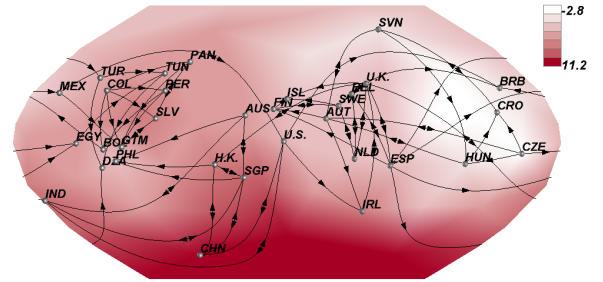 SVN
-2.8
11.2
PAN
TUN
TUR
MEX
COL
PER
SLV
ISL
FIN
AUS
U.K.
BEL
SWE
AUT
BRB
CRO
U.S.
EGY
BOL
GTM
PHL
DZA
H.K.
SGP
NLD
ESP
HUN
CZE
IND
IRL
CHN